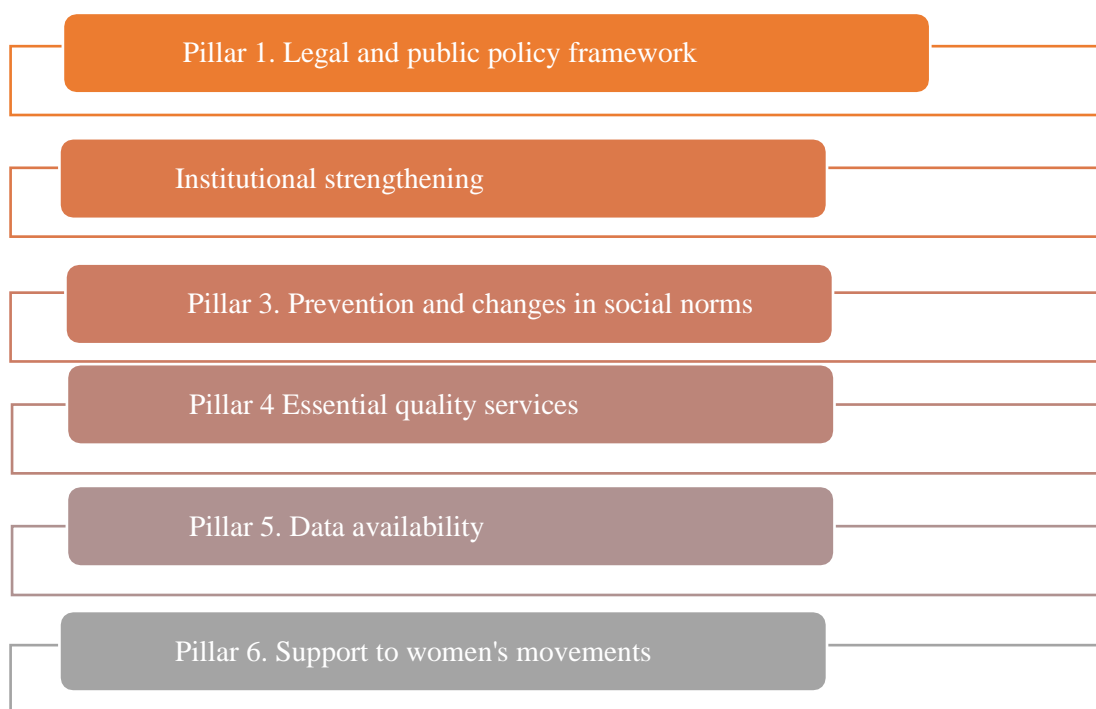 Pillar 1. Legal and public policy framework
Institutional strengthening
Pillar 3. Prevention and changes in social norms
Pillar 4 Essential quality services
Pillar 5. Data availability
Pillar 6. Support to women's movements